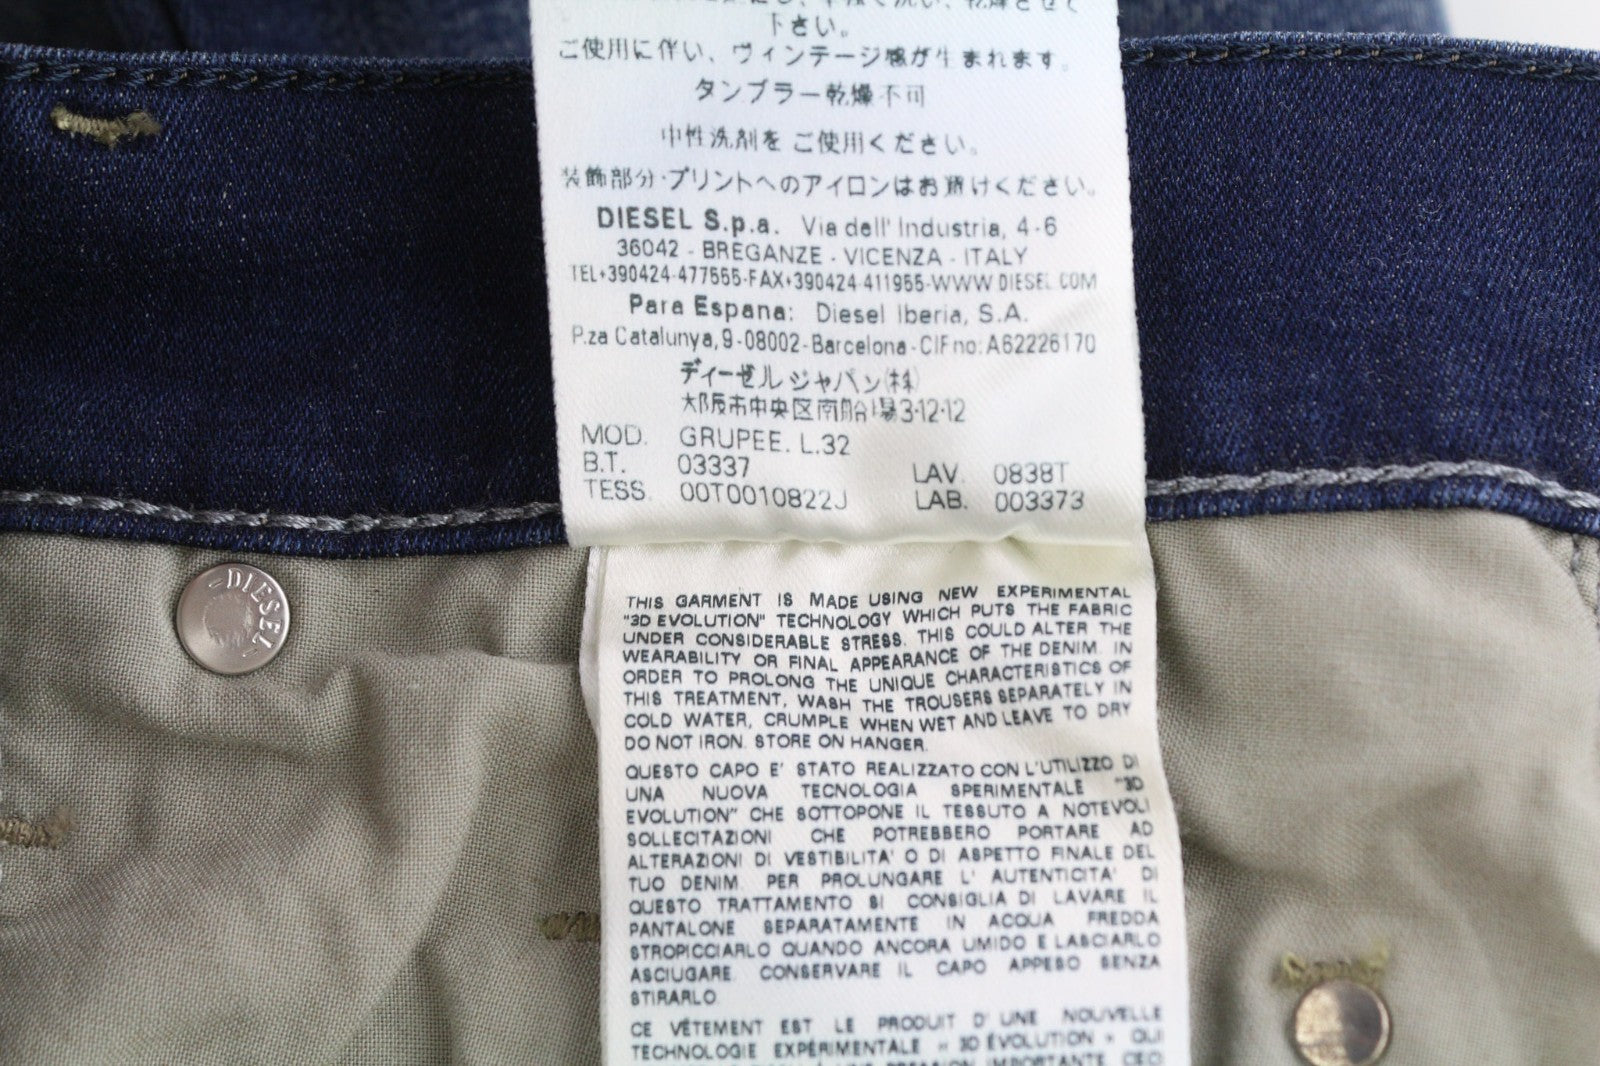 下さい。
ご使用に伴い、ヴィンテージ感が生まれます。
タンブラー乾燥不可
中性洗剤を ご使用ください。
装飾部分・プリントへのアイロンはお避けください。
DIESEL S.p.a. Via dell' Industria, 4-6
36042 - BREGANZE - VICENZA - ITALY
TEL+390424-477555-FAX+390424-411955-WWW DIESEL COM
Para Espana: Diesel Iberia, S.A.
P.za Catalunya, 9-08002-Barcelona-CIF no: A62226170
ディーゼル ジャパン(株)
大阪市中央区南船場3-12-12
MOD. GRUPEE. L.32
B.T. 03337 LAV. 0838T
TESS. 00T0010822J LAB. 003373
DIESEL
THIS GARMENT IS MADE USING NEW EXPERIMENTAL
"3D EVOLUTION" TECHNOLOGY WHICH PUTS THE FABRIC
UNDER CONSIDERABLE STRESS. THIS COULD ALTER THE
WEARABILITY OR FINAL APPEARANCE OF THE DENIM. IN
ORDER TO PROLONG THE UNIQUE CHARACTERISTICS OF
THIS TREATMENT, WASH THE TROUSERS SEPARATELY IN
COLD WATER, CRUMPLE WHEN WET AND LEAVE TO DRY
DO NOT IRON. STORE ON HANGER.
QUESTO CAPO E' STATO REALIZZATO CON L'UTILIZZO DI
UNA NUOVA TECNOLOGIA SPERIMENTALE "3D
EVOLUTION" CHE SOTTOPONE IL TESSUTO A NOTEVOLI
SOLLECITAZIONI CHE POTREBBERO PORTARE AD
ALTERAZIONI DI VESTIBILITA' O DI ASPETTO FINALE DEL
TUO DENIM. PER PROLUNGARE L' AUTENTICITA' DI
QUESTO TRATTAMENTO SI CONSIGLIA DI LAVARE IL
PANTALONE SEPARATAMENTE IN ACQUA FREDDA
STROPICCIARLO QUANDO ANCORA UMIDO E LASCIARLO
ASCIUGARE. CONSERVARE IL CAPO APPESO SENZA
STIRARLO.
CE VÊTEMENT EST LE PRODUIT D' UNE NOUVELLE
TECHNOLOGIE EXPÉRIMENTALE « 3D EVOLUTION » QUI